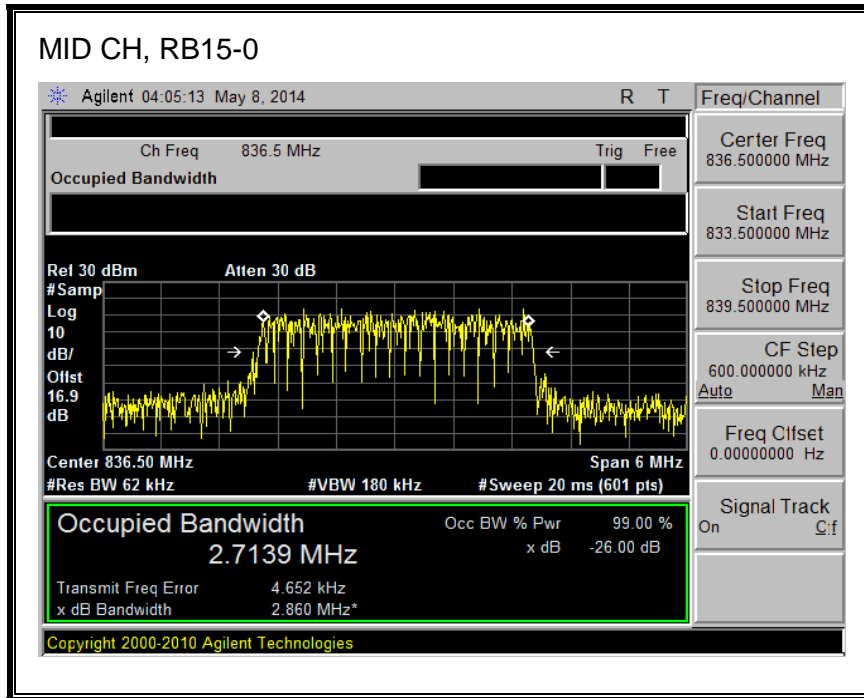 MID CH, RB15-0
Agilent 04:05:13 May 8, 2014 R T
Freq/Channel
Ch Freq 836.5 MHz Trig Free
Occupied Bandwidth
Center Freq
836.500000 MHz
Start Freq
833.500000 MHz
Stop Freq
839.500000 MHz
CF Step
600.000000 kHz
Auto Man
Freq Offset
0.00000000 Hz
Signal Track
On Off
Ref 30 dBm Atten 30 dB
#Samp
Log
10
dB/
Offst
16.9
dB
Center 836.50 MHz Span 6 MHz
#Res BW 62 kHz #VBW 180 kHz #Sweep 20 ms (601 pts)
Occupied Bandwidth Occ BW % Pwr 99.00 %
2.7139 MHz x dB -26.00 dB
Transmit Freq Error 4.652 kHz
x dB Bandwidth 2.860 MHz*
Copyright 2000-2010 Agilent Technologies